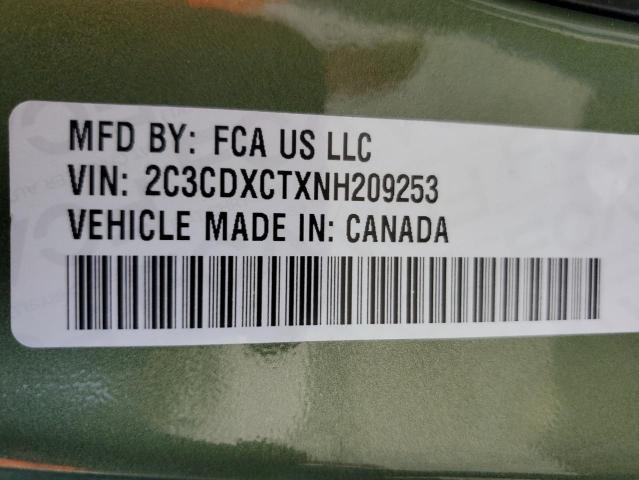 MFD BY: FCA US LLC
VIN: 2C3CDXCTXNH209253
VEHICLE MADE IN: CANADA